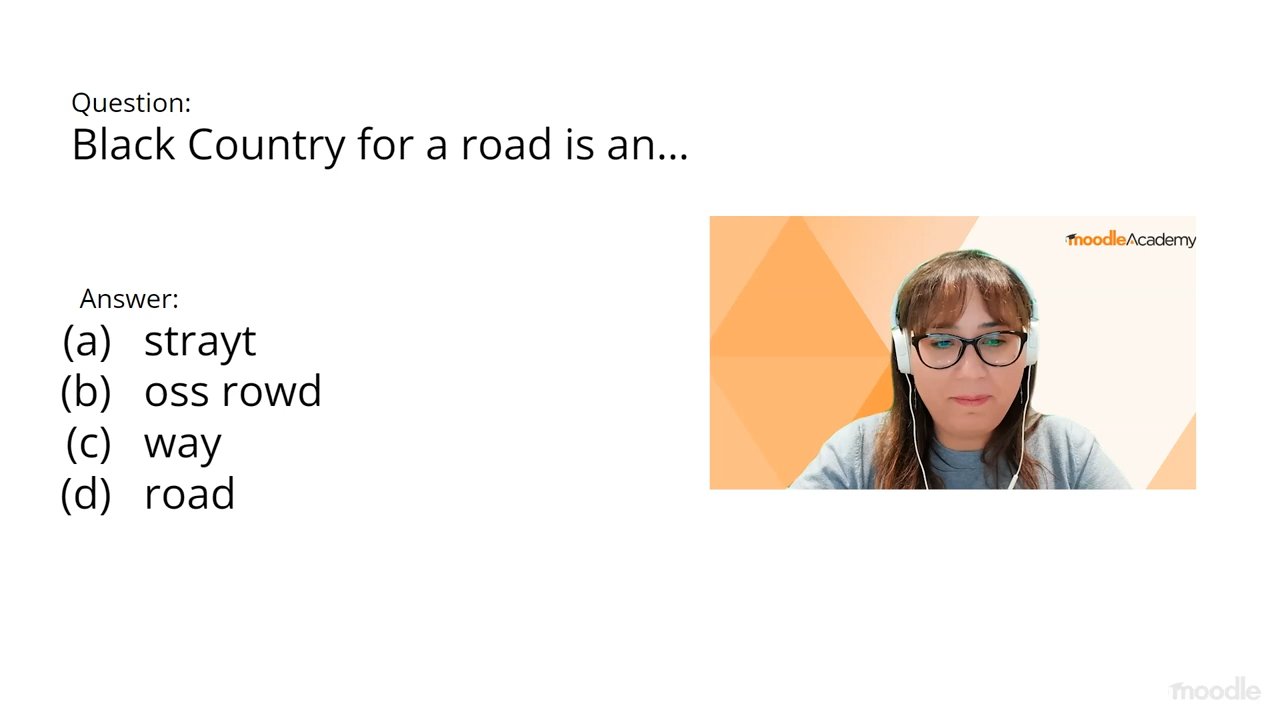 Question:
Black Country for a road is an...
moodleAcademy
Answer:
(a) strayt
(b) oss rowd
(c) way
(d) road
moodle